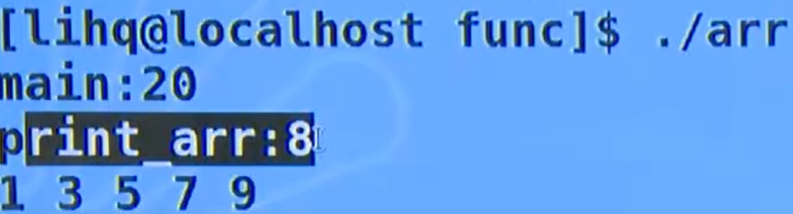 [lihq@localhost func]$ ./arr
main:20
print_arr:8
1 3 5 7 9